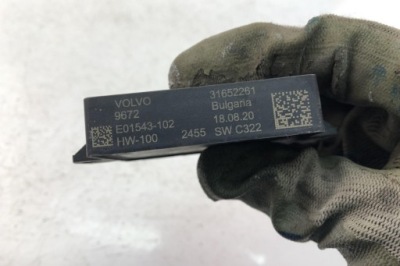 VOLVO 31652261
9672 Bulgaria
E01543-102 18.08.20
HW-100 2455 SW C322